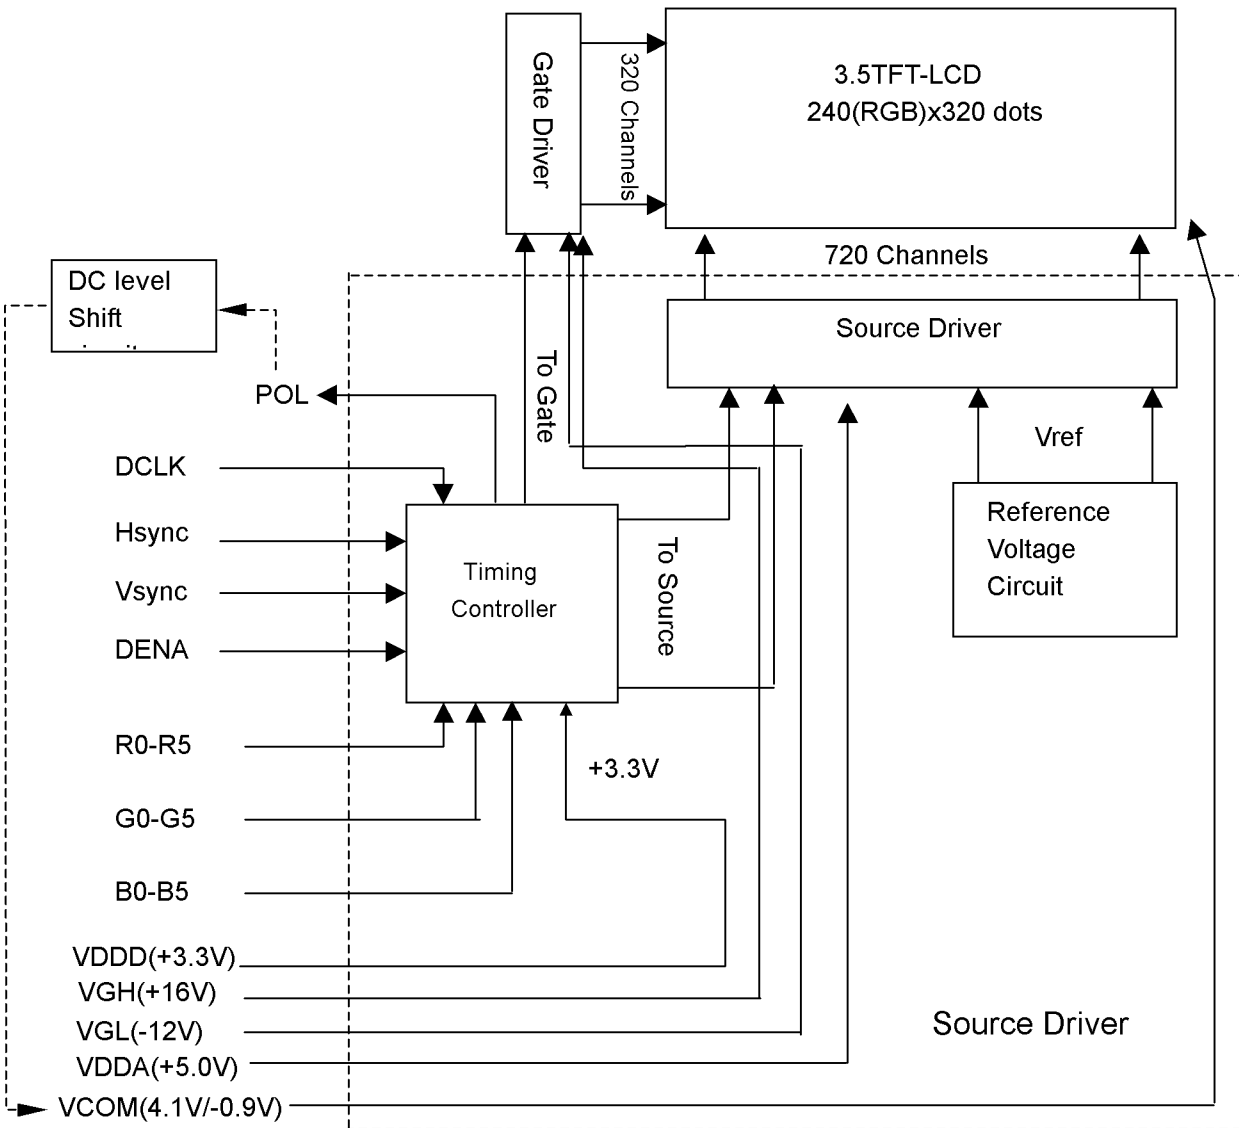 Gate Driver
320 Channels
3.5TFT-LCD
240(RGB)x320 dots
720 Channels
DC level
Shift
Source Driver
To Gate
POL
Vref
DCLK
Hsync
Vsync
DENA
Timing
Controller
To Source
Reference
Voltage
Circuit
R0-R5
+3.3V
G0-G5
B0-B5
VDDD(+3.3V)
VGH(+16V)
VGL(-12V)
Source Driver
VDDA(+5.0V)
VCOM(4.1V/-0.9V)